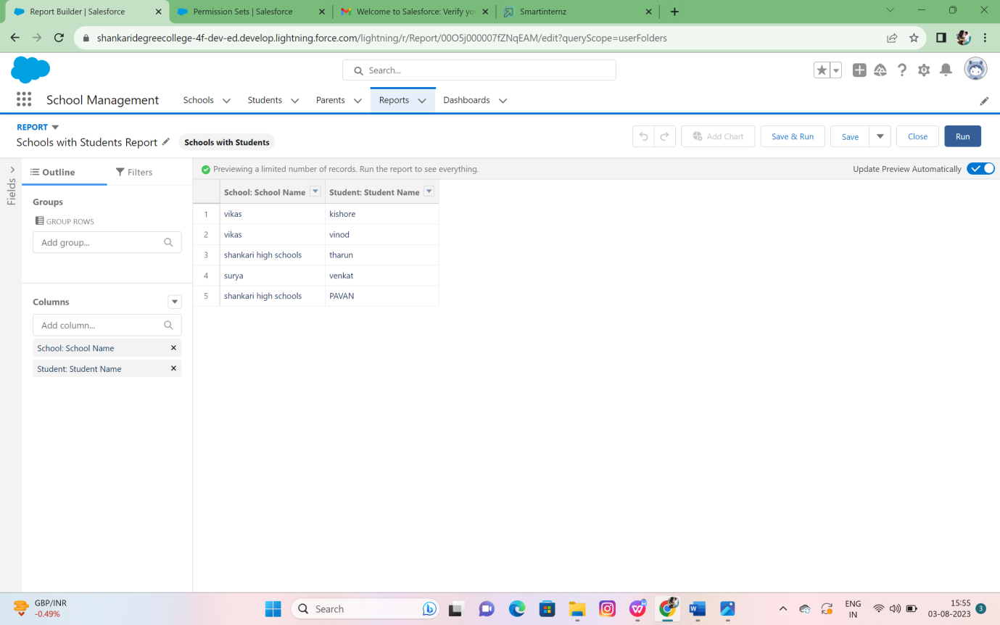 Report Builder | Salesforce
Permission Sets | Salesforce
Welcome to Salesforce: Verify yo
Smartinternz
shankaridegreecollege-4f-dev-ed.develop.lightning.force.com/lightning/r/Report/00O5j000007fZNqEAM/edit?queryScope=userFolders
Search...
School Management
Schools
Students
Parents
Reports
Dashboards
REPORT
Schools with Students Report
Schools with Students
Add Chart
Save & Run
Save
Close
Run
Fields
Outline
Filters
Previewing a limited number of records. Run the report to see everything.
Update Preview Automatically
Groups
GROUP ROWS
Add group...
Columns
Add column...
School: School Name
Student: Student Name
School: School Name Student: Student Name
1 vikas kishore
2 vikas vinod
3 shankari high schools tharun
4 surya venkat
5 shankari high schools PAVAN
GBP/INR
-0.49%
Search
ENG
IN
15:55
03-08-2023
3